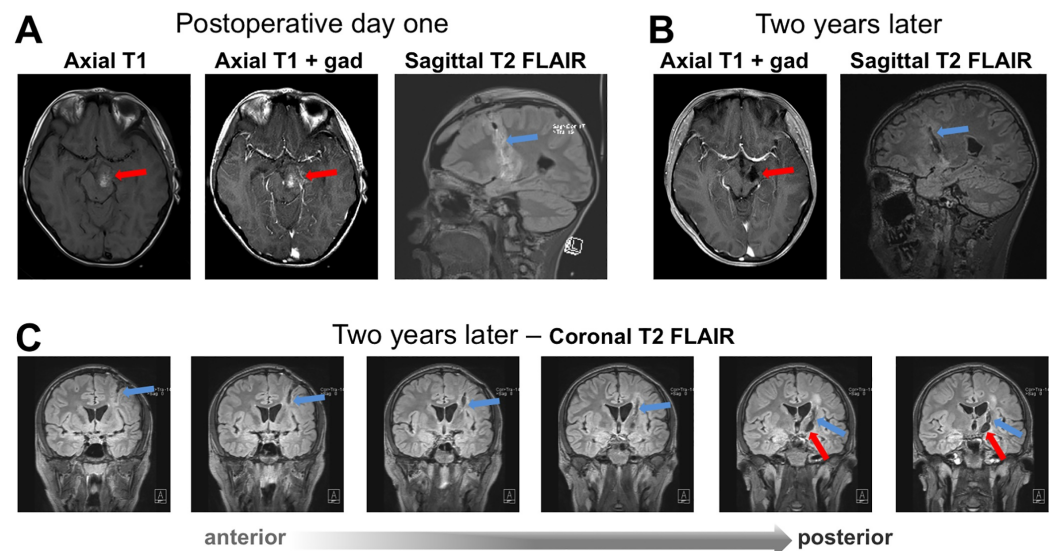 A Postoperative day one
Axial T1
Axial T1 + gad
Sagittal T2 FLAIR
L
B Two years later
Axial T1 + gad
Sagittal T2 FLAIR
C Two years later – Coronal T2 FLAIR
A
A
A
A
A
A
anterior
posterior